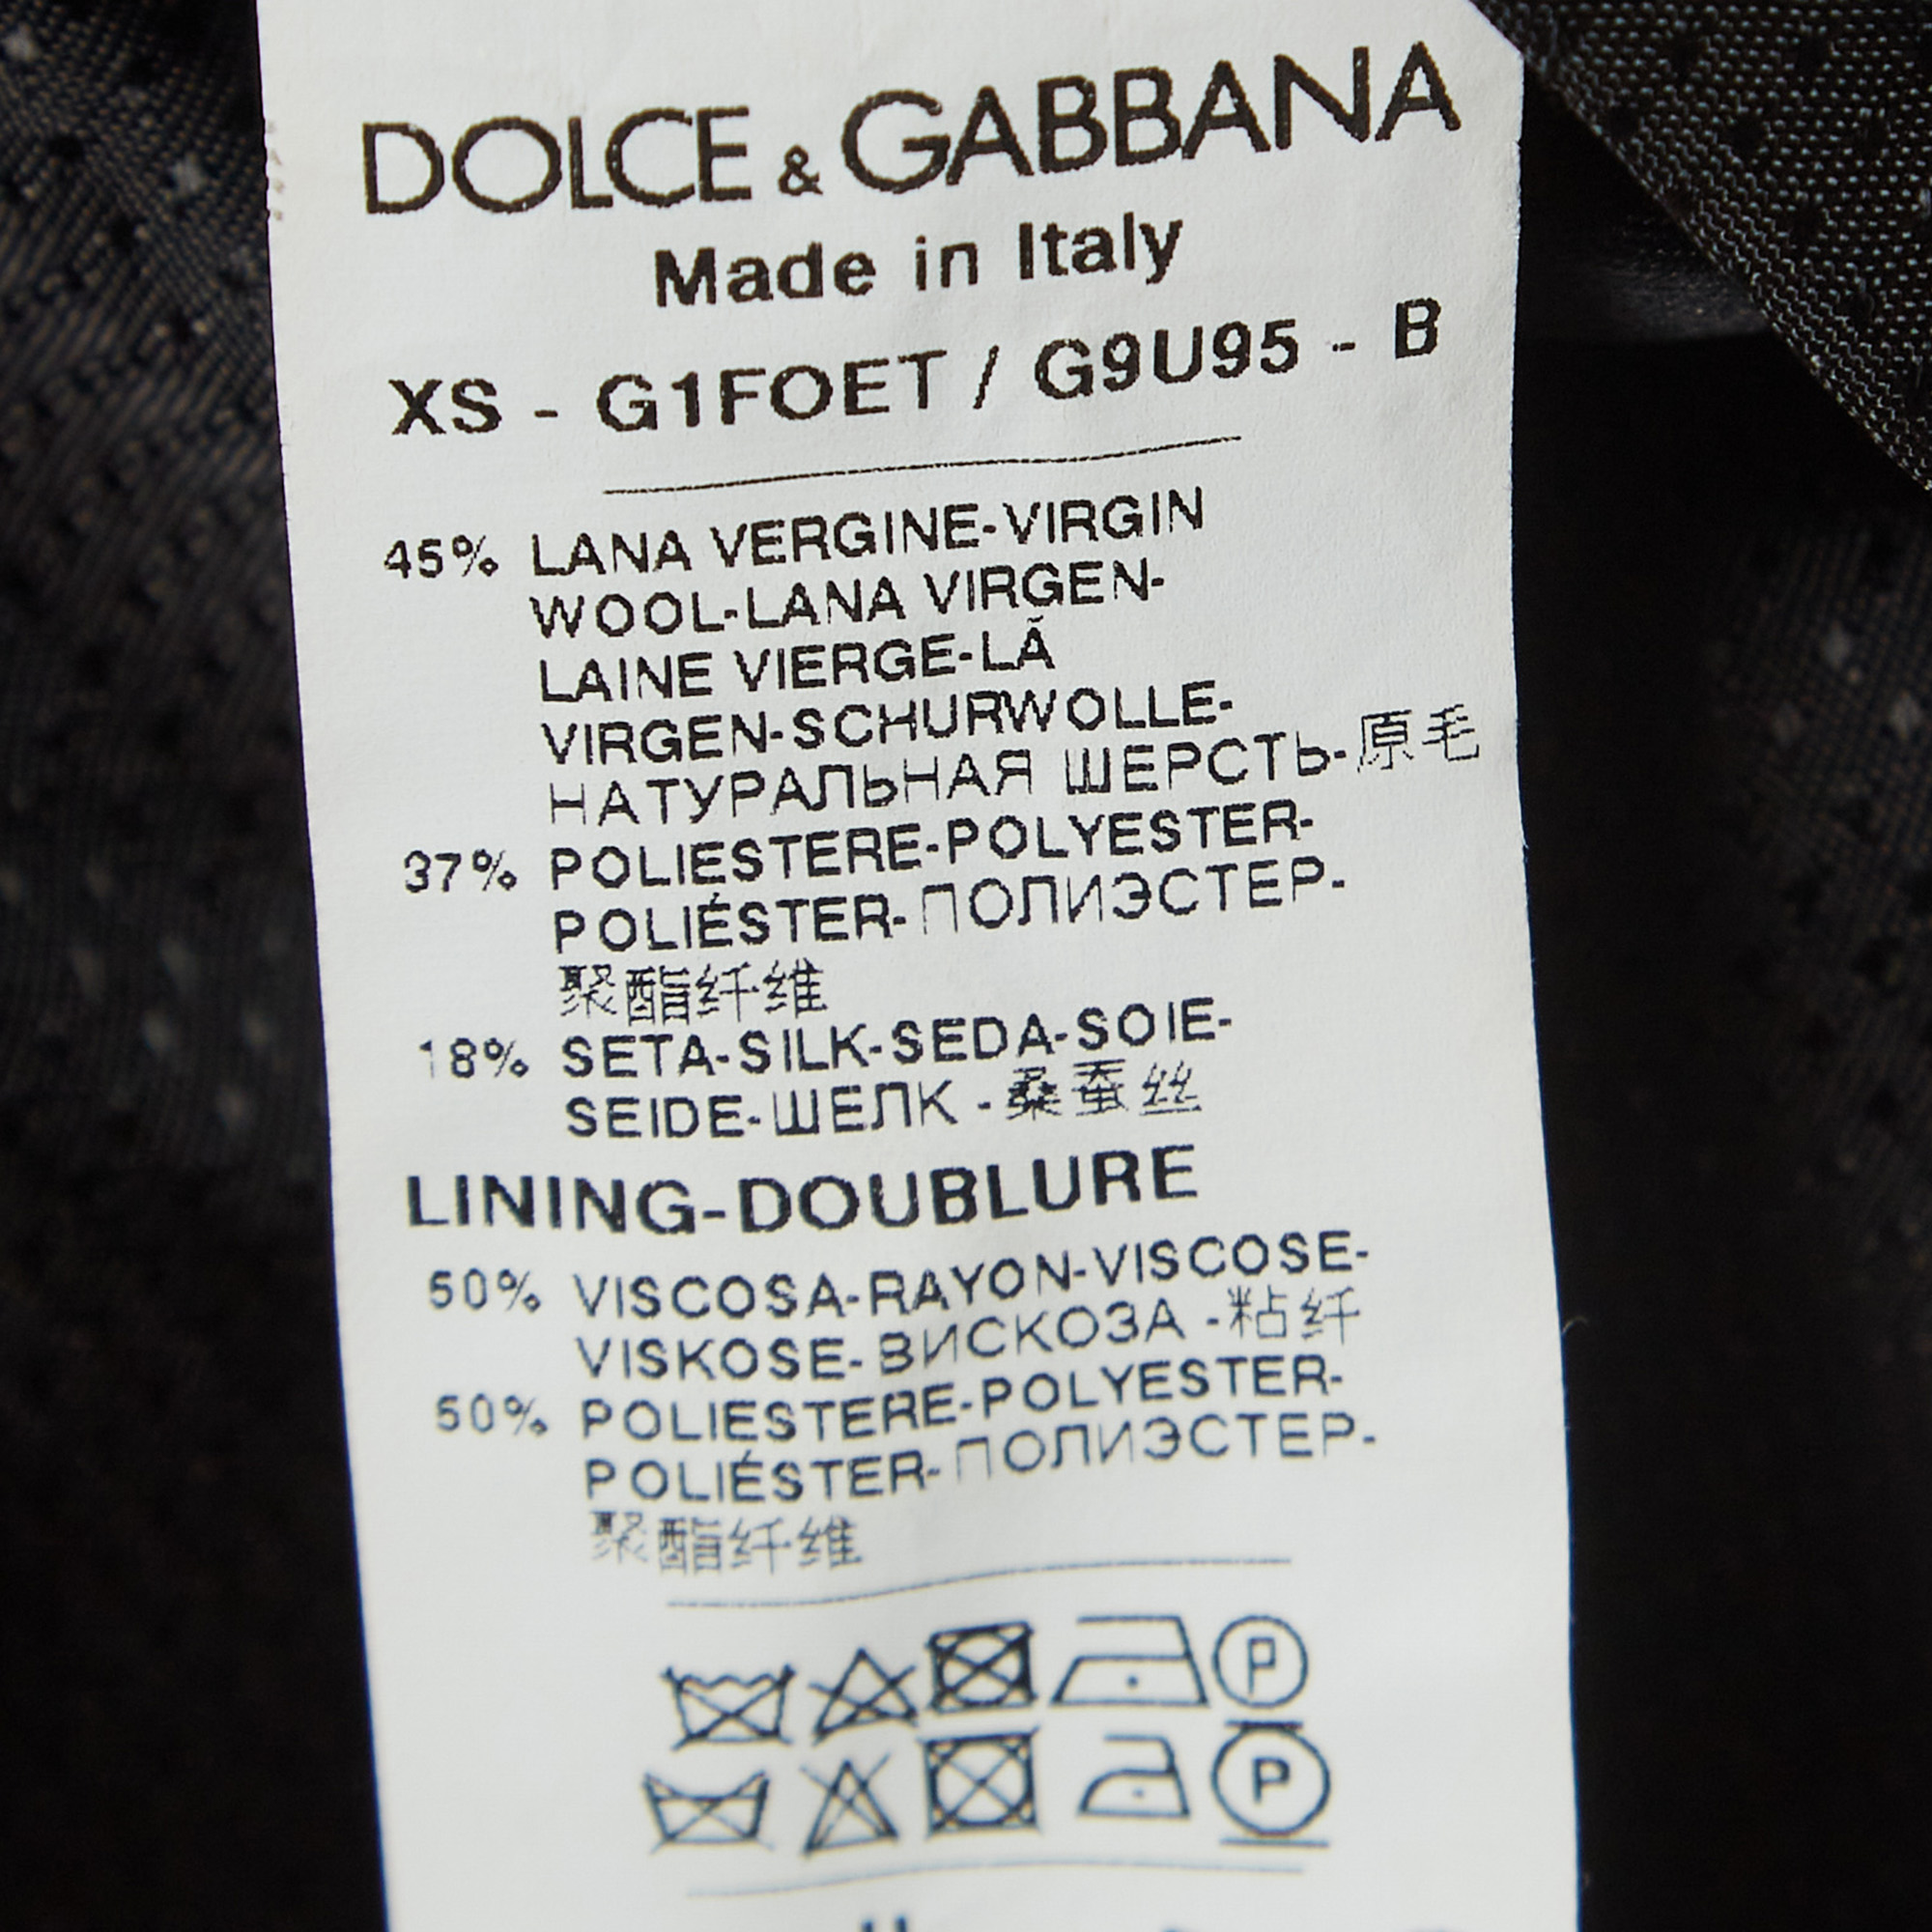 DOLCE & GABBANA
Made in Italy
XS - G1FOET / G9U95 - B
45% LANA VERGINE-VIRGIN
WOOL-LANA VIRGEN-
LAINE VIERGE-LÃ
VIRGEN-SCHURWOLLE-
НАТУРАЛЬНАЯ ШЕРСТЬ-原毛
37% POLIESTERE-POLYESTER-
POLIÉSTER-ПОЛИЭСТЕР-
聚酯纤维
18% SETA-SILK-SEDA-SOIE-
SEIDE-ШЕЛК -桑蚕丝
LINING-DOUBLURE
50% VISCOSA-RAYON-VISCOSE-
VISKOSE-ВИСКОЗА -粘纤
50% POLIESTERE-POLYESTER-
POLIÉSTER-ПОЛИЭСТЕР-
聚酯纤维
P
P